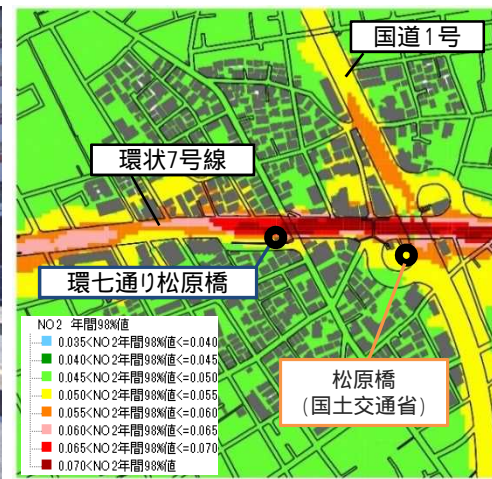 国道1号
環状7号線
環七通り松原橋
松原橋
(国土交通省)
NO2 年間98%値
0.035<NO2年間98%値<=0.040
0.040<NO2年間98%値<=0.045
0.045<NO2年間98%値<=0.050
0.050<NO2年間98%値<=0.055
0.055<NO2年間98%値<=0.060
0.060<NO2年間98%値<=0.065
0.065<NO2年間98%値<=0.070
0.070<NO2年間98%値